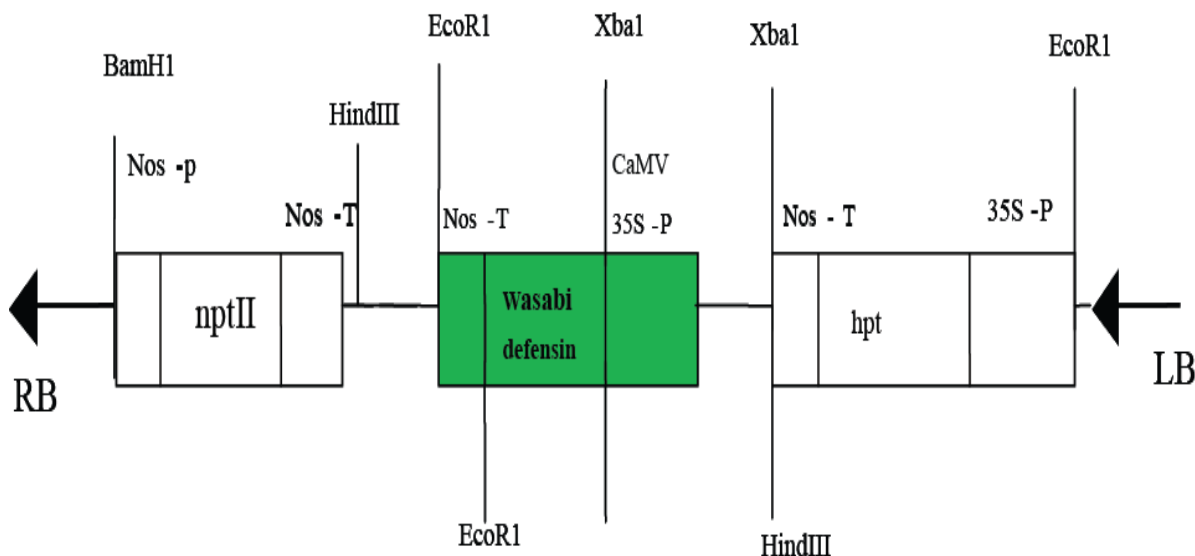 EcoR1
Xba1
Xba1
EcoR1
BamH1
HindIII
Nos -p
CaMV
Nos -T
Nos -T
35S -P
Nos - T
35S -P
nptII
Wasabi
defensin
hpt
RB
LB
EcoR1
HindIII